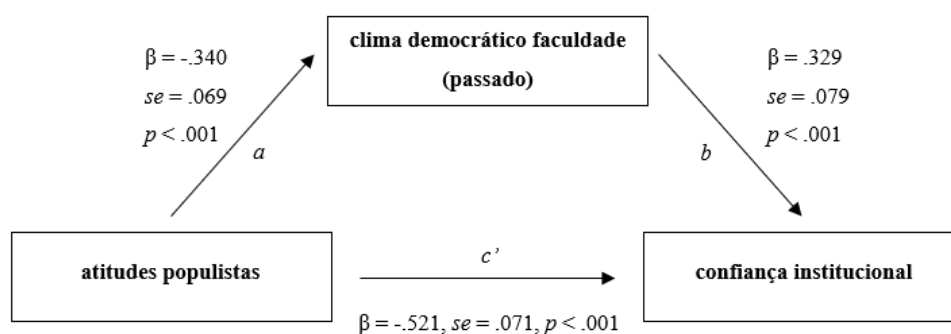 clima democrático faculdade
(passado)
β = -.340
se = .069
p < .001
a
β = .329
se = .079
p < .001
b
atitudes populistas
c’
confiança institucional
β = -.521, se = .071, p < .001